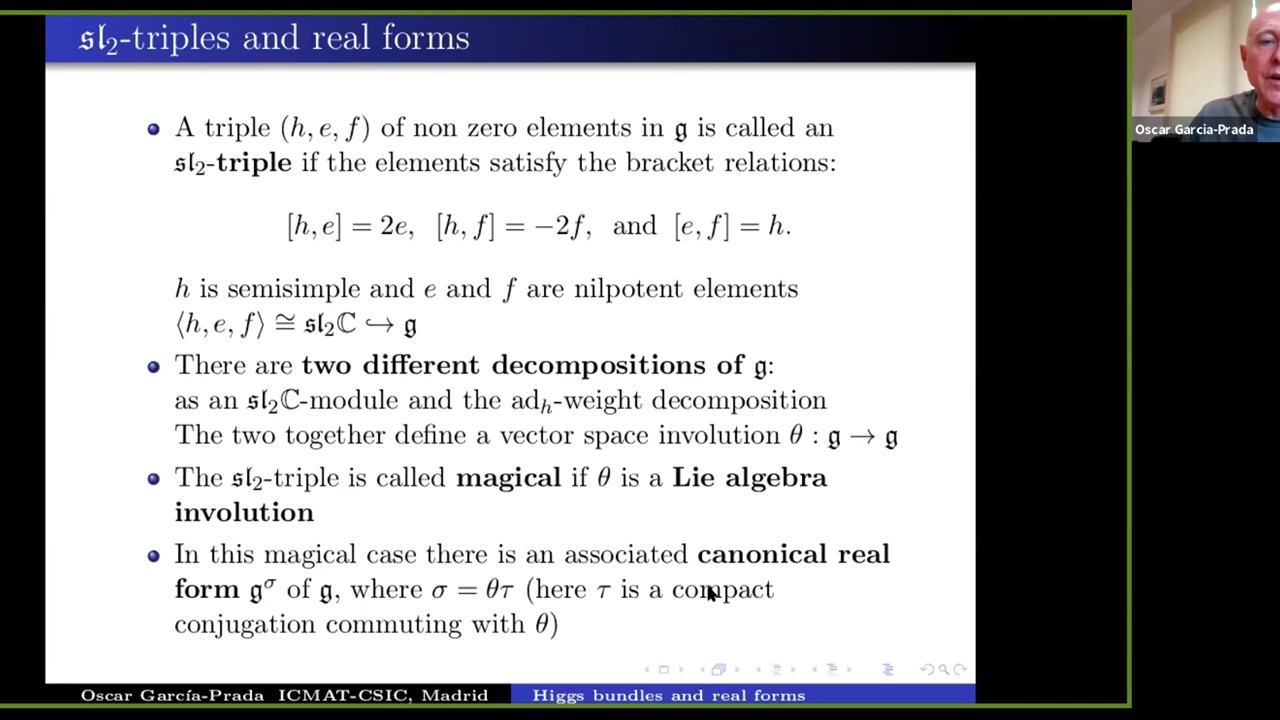 𝔰𝔩₂-triples and real forms
A triple (h, e, f) of non zero elements in 𝔤 is called an
𝔰𝔩₂-triple if the elements satisfy the bracket relations:
[h, e] = 2e, [h, f] = −2f, and [e, f] = h.
h is semisimple and e and f are nilpotent elements
⟨h, e, f⟩ ≅ 𝔰𝔩₂ℂ ↪ 𝔤
There are two different decompositions of 𝔤:
as an 𝔰𝔩₂ℂ-module and the adₕ-weight decomposition
The two together define a vector space involution θ : 𝔤 → 𝔤
The 𝔰𝔩₂-triple is called magical if θ is a Lie algebra
involution
In this magical case there is an associated canonical real
form 𝔤^σ of 𝔤, where σ = θτ (here τ is a compact
conjugation commuting with θ)
Oscar García-Prada ICMAT-CSIC, Madrid
Higgs bundles and real forms
Oscar Garcia-Prada